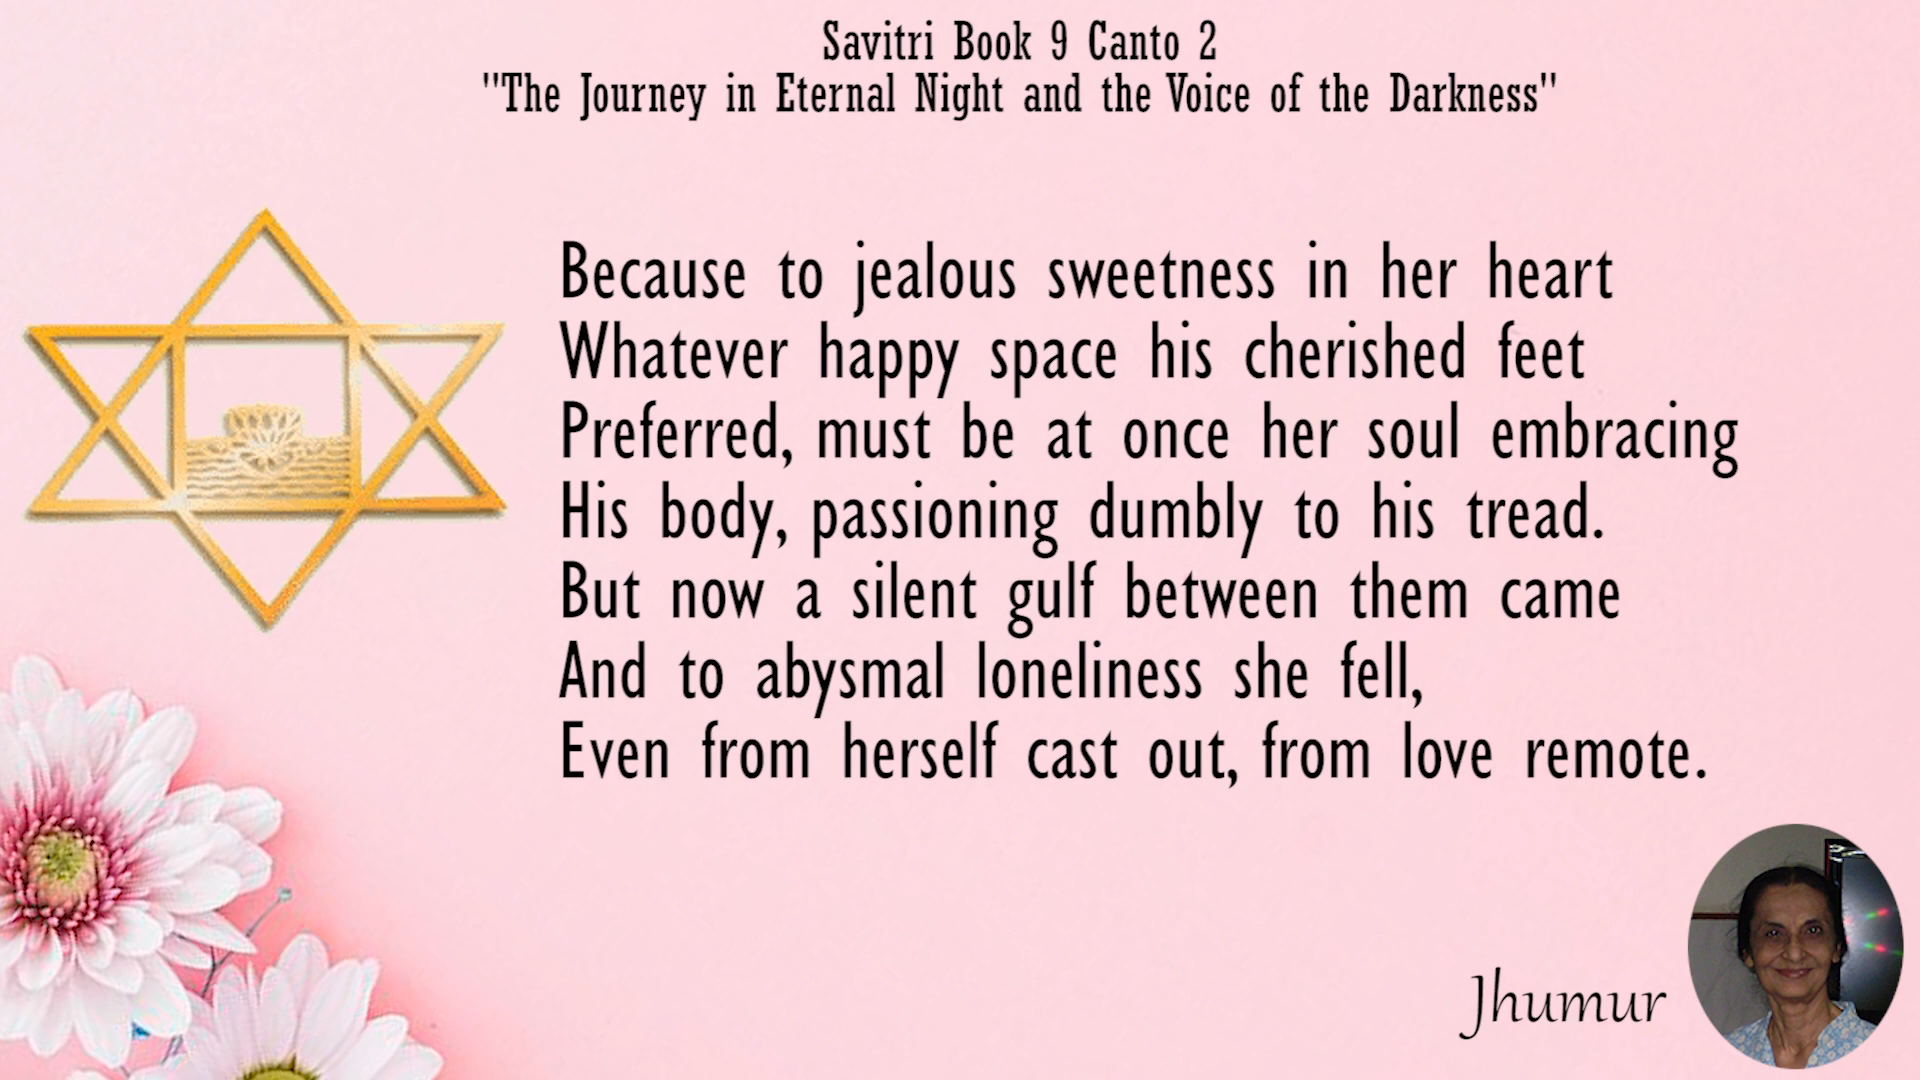 Savitri Book 9 Canto 2
"The Journey in Eternal Night and the Voice of the Darkness"
Because to jealous sweetness in her heart
Whatever happy space his cherished feet
Preferred, must be at once her soul embracing
His body, passioning dumbly to his tread.
But now a silent gulf between them came
And to abysmal loneliness she fell,
Even from herself cast out, from love remote.
Jhumur